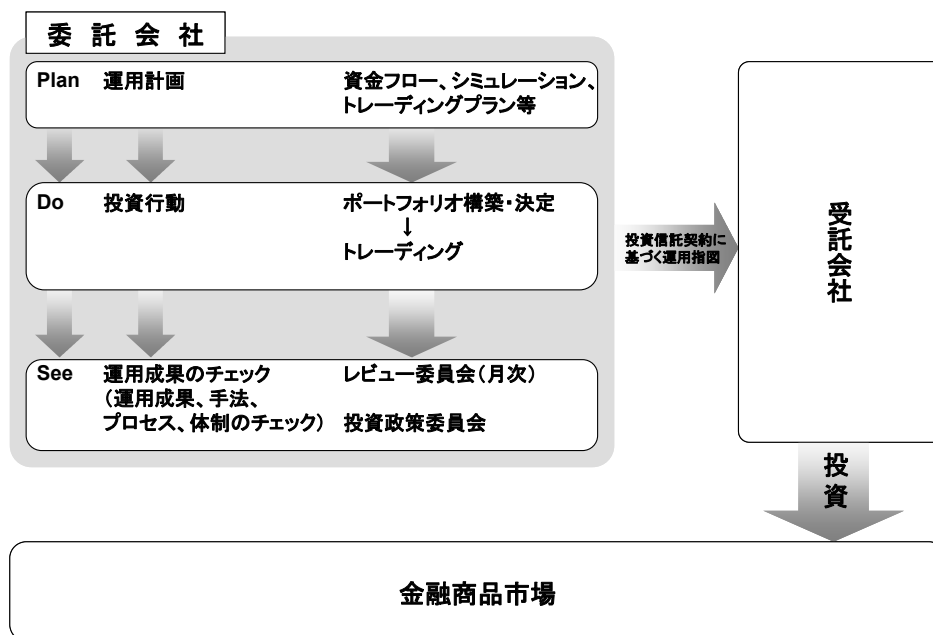 委託会社
Plan 運用計画 資金フロー、シミュレーション、
トレーディングプラン等
Do 投資行動 ポートフォリオ構築・決定
↓
トレーディング
See 運用成果のチェック レビュー委員会（月次）
（運用成果、手法、
プロセス、体制のチェック） 投資政策委員会
投資信託契約に
基づく運用指図
受託会社
投資
金融商品市場